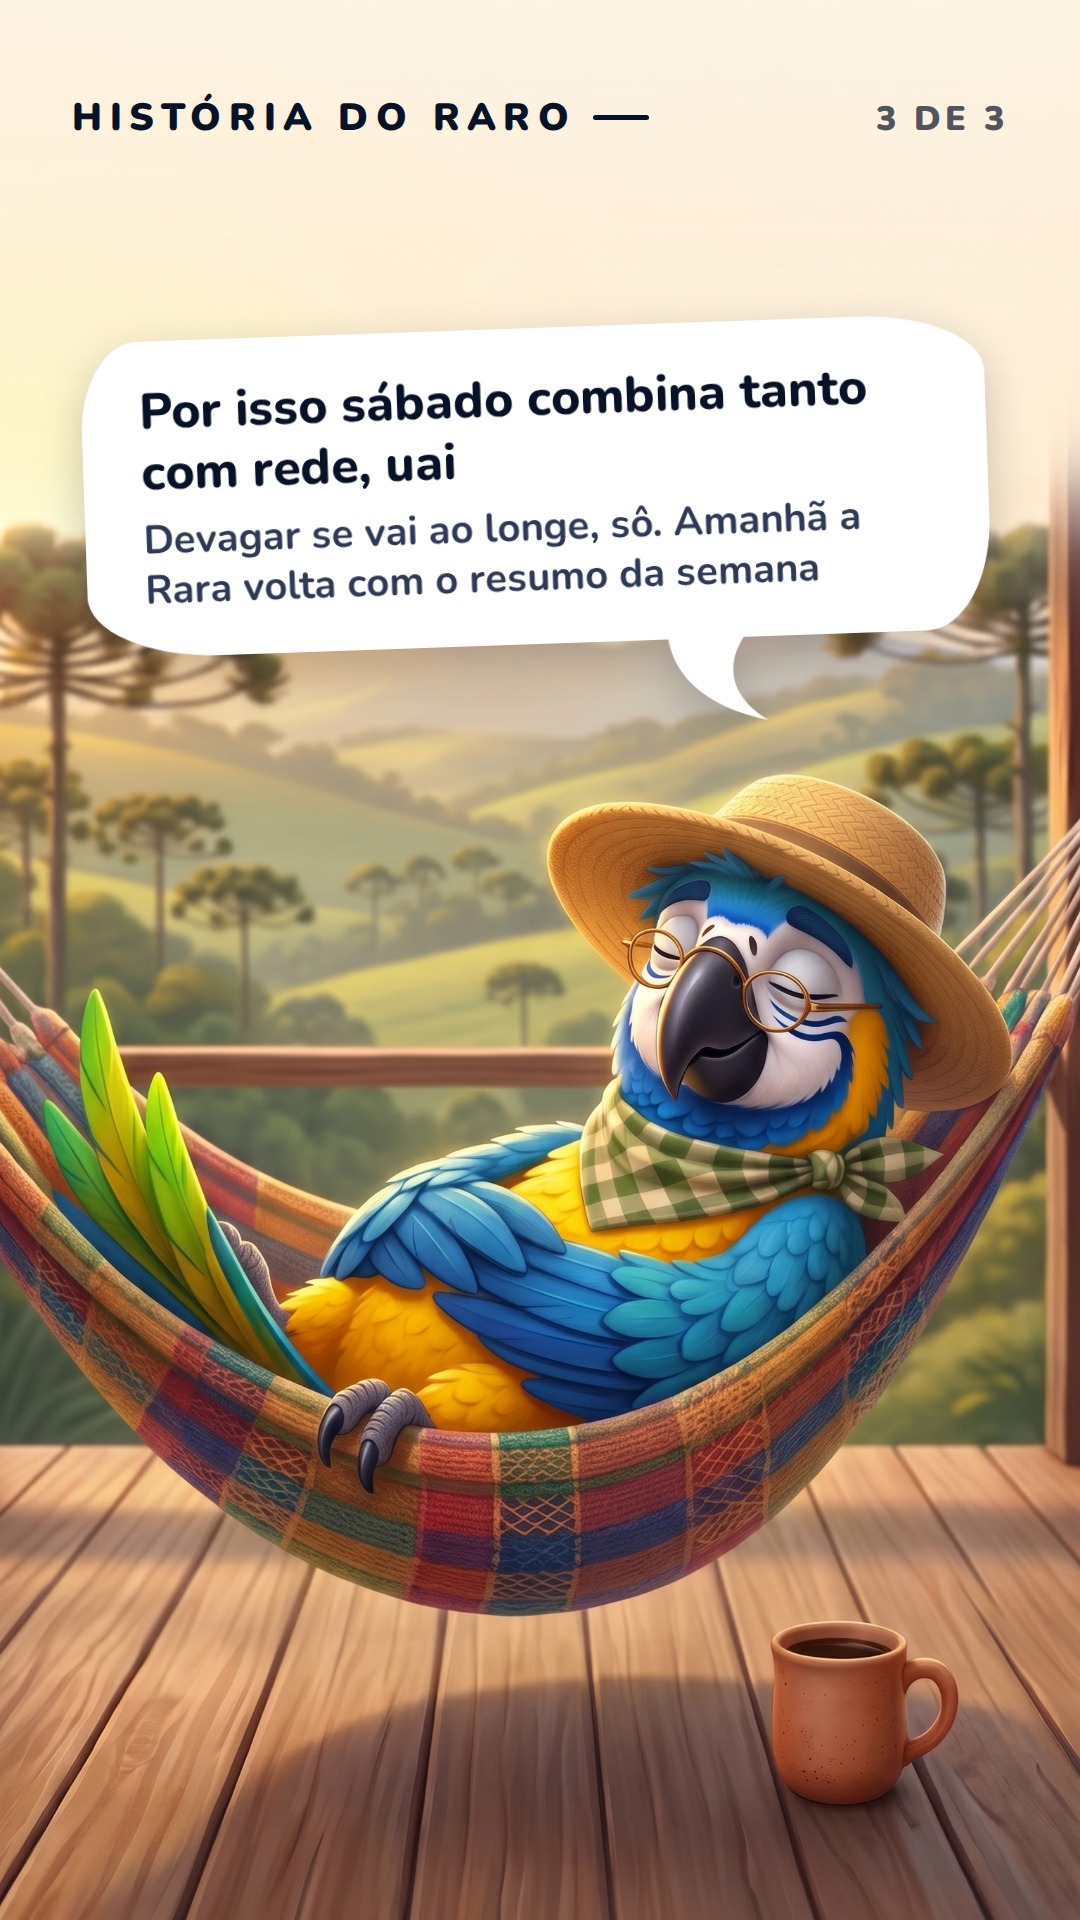 HISTÓRIA DO RARO —
3 DE 3
Por isso sábado combina tanto
com rede, uai
Devagar se vai ao longe, sô. Amanhã a
Rara volta com o resumo da semana